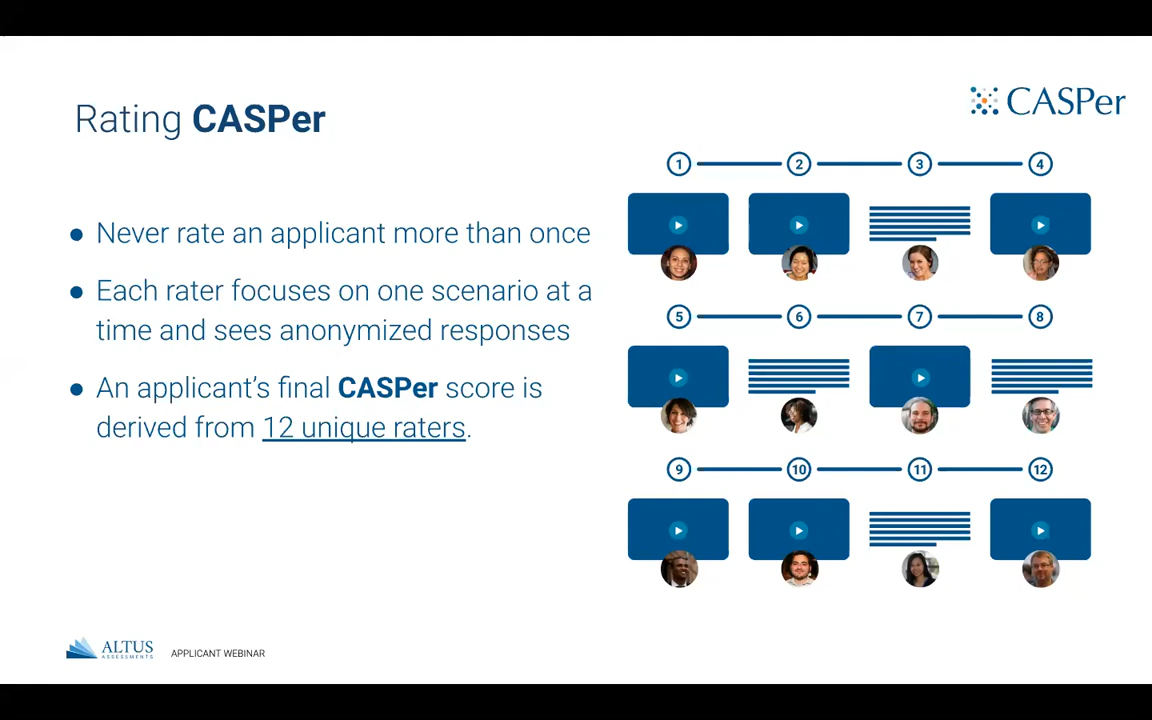 Rating CASPer
CASPer
● Never rate an applicant more than once
● Each rater focuses on one scenario at a
time and sees anonymized responses
● An applicant’s final CASPer score is
derived from 12 unique raters.
1 2 3 4
5 6 7 8
9 10 11 12
ALTUS
ASSESSMENTS
APPLICANT WEBINAR